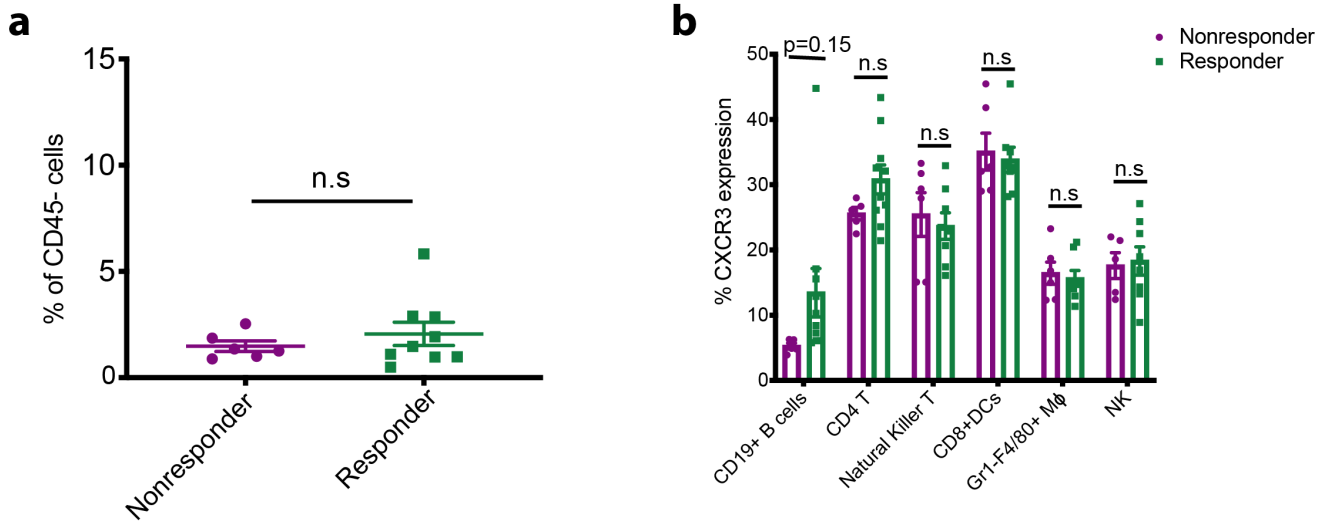 a
15
10
5
0
% of CD45- cells
n.s
Nonresponder
Responder
b
Nonresponder
Responder
50
40
30
20
10
0
% CXCR3 expression
p=0.15
n.s
n.s
n.s
n.s
n.s
CD19+ B cells
CD4 T
Natural Killer T
CD8+DCs
Gr1-F4/80+ Mϕ
NK